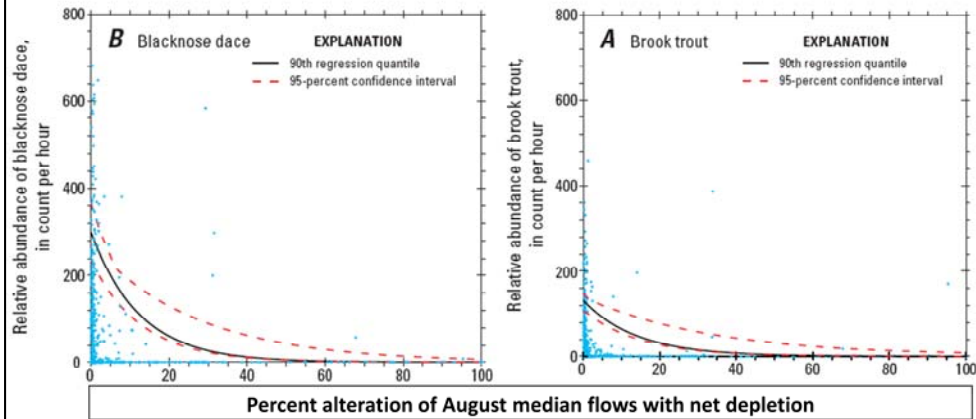 B Blacknose dace
EXPLANATION
90th regression quantile
95-percent confidence interval
Relative abundance of blacknose dace,
in count per hour
800
600
400
200
0
0 20 40 60 80 100
A Brook trout
EXPLANATION
90th regression quantile
95-percent confidence interval
Relative abundance of brook trout,
in count per hour
800
600
400
200
0
0 20 40 60 80 100
Percent alteration of August median flows with net depletion